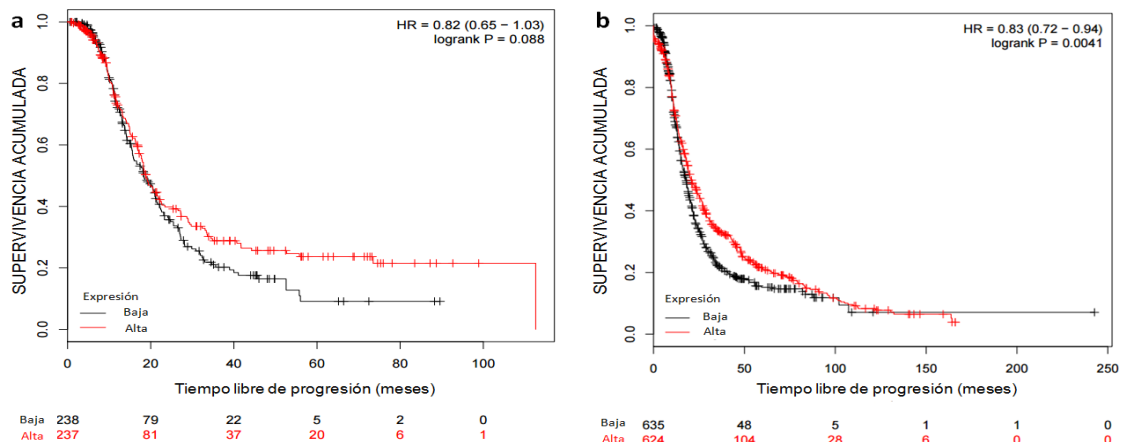 a
HR = 0.82 (0.65 − 1.03)
logrank P = 0.088
SUPERVIVENCIA ACUMULADA
1.0
0.8
0.6
0.4
0.2
0.0
Expresión
Baja
Alta
0 20 40 60 80 100
Tiempo libre de progresión (meses)
Baja 238 79 22 5 2 0
Alta 237 81 37 20 6 1
b
HR = 0.83 (0.72 − 0.94)
logrank P = 0.0041
SUPERVIVENCIA ACUMULADA
1.0
0.8
0.6
0.4
0.2
0.0
Expresión
Baja
Alta
0 50 100 150 200 250
Tiempo libre de progresión (meses)
Baja 635 48 5 1 1 0
Alta 624 104 28 6 0 0